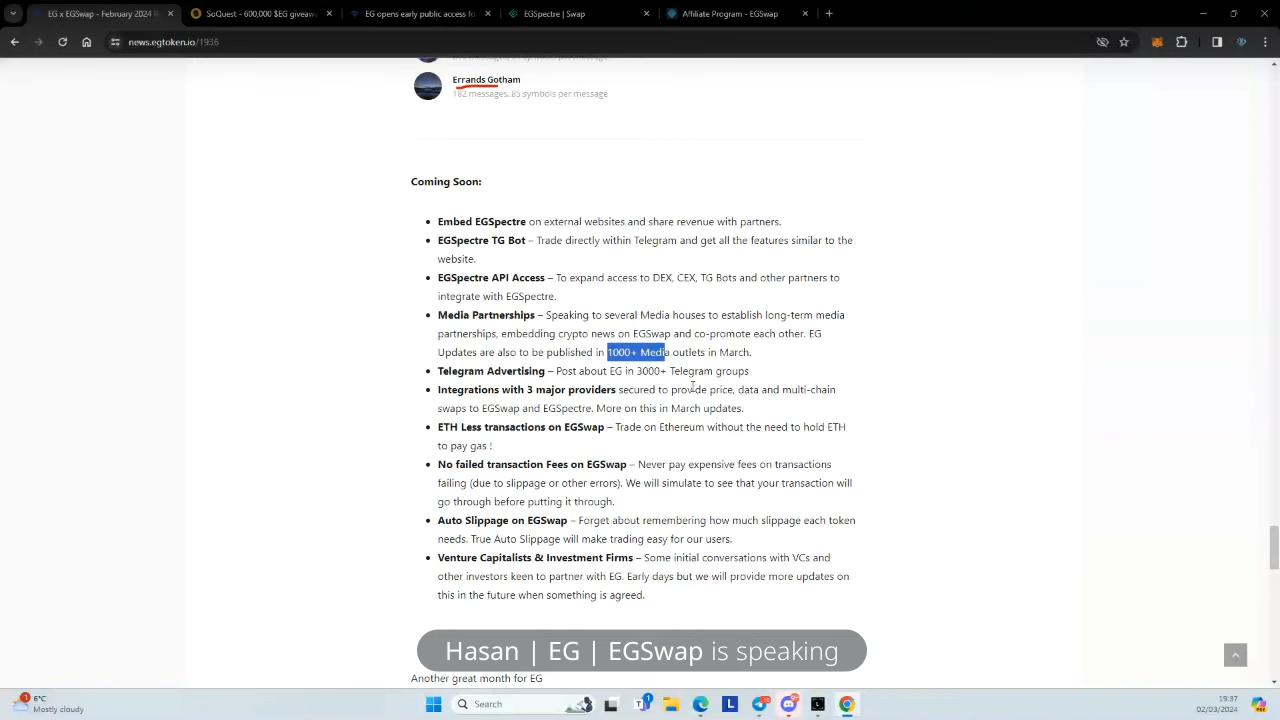 EG x EGSwap - February 2024 R
SoQuest - 600,000 $EG giveawa
EG opens early public access fo
EGSpectre | Swap
Affiliate Program - EGSwap
news.egtoken.io/1936
Errands Gotham
182 messages, 85 symbols per message
Coming Soon:
Embed EGSpectre on external websites and share revenue with partners.
EGSpectre TG Bot – Trade directly within Telegram and get all the features similar to the
website.
EGSpectre API Access – To expand access to DEX, CEX, TG Bots and other partners to
integrate with EGSpectre.
Media Partnerships – Speaking to several Media houses to establish long-term media
partnerships, embedding crypto news on EGSwap and co-promote each other. EG
Updates are also to be published in 1000+ Media outlets in March.
Telegram Advertising – Post about EG in 3000+ Telegram groups
Integrations with 3 major providers secured to provide price, data and multi-chain
swaps to EGSwap and EGSpectre. More on this in March updates.
ETH Less transactions on EGSwap – Trade on Ethereum without the need to hold ETH
to pay gas !
No failed transaction Fees on EGSwap – Never pay expensive fees on transactions
failing (due to slippage or other errors). We will simulate to see that your transaction will
go through before putting it through.
Auto Slippage on EGSwap – Forget about remembering how much slippage each token
needs. True Auto Slippage will make trading easy for our users.
Venture Capitalists & Investment Firms – Some initial conversations with VCs and
other investors keen to partner with EG. Early days but we will provide more updates on
this in the future when something is agreed.
Hasan | EG | EGSwap is speaking
Another great month for EG
6°C
Mostly cloudy
Search
19:37
02/03/2024